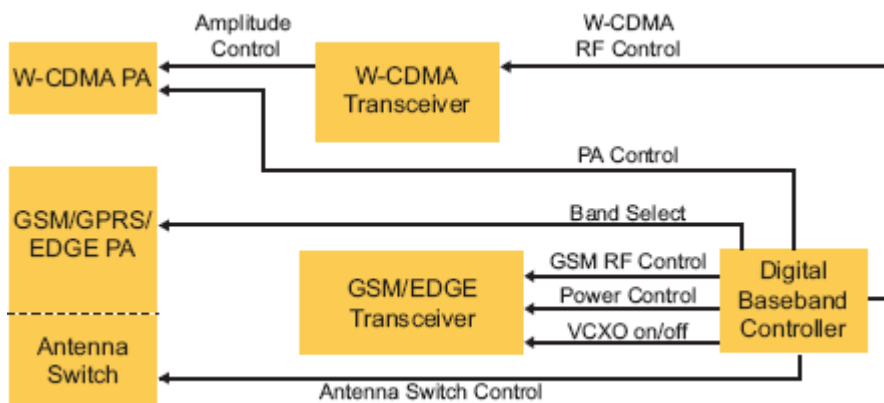 Amplitude
Control
W-CDMA
RF Control
W-CDMA PA
W-CDMA
Transceiver
PA Control
GSM/GPRS/
EDGE PA
Band Select
GSM RF Control
Power Control
VCXO on/off
GSM/EDGE
Transceiver
Digital
Baseband
Controller
Antenna
Switch
Antenna Switch Control